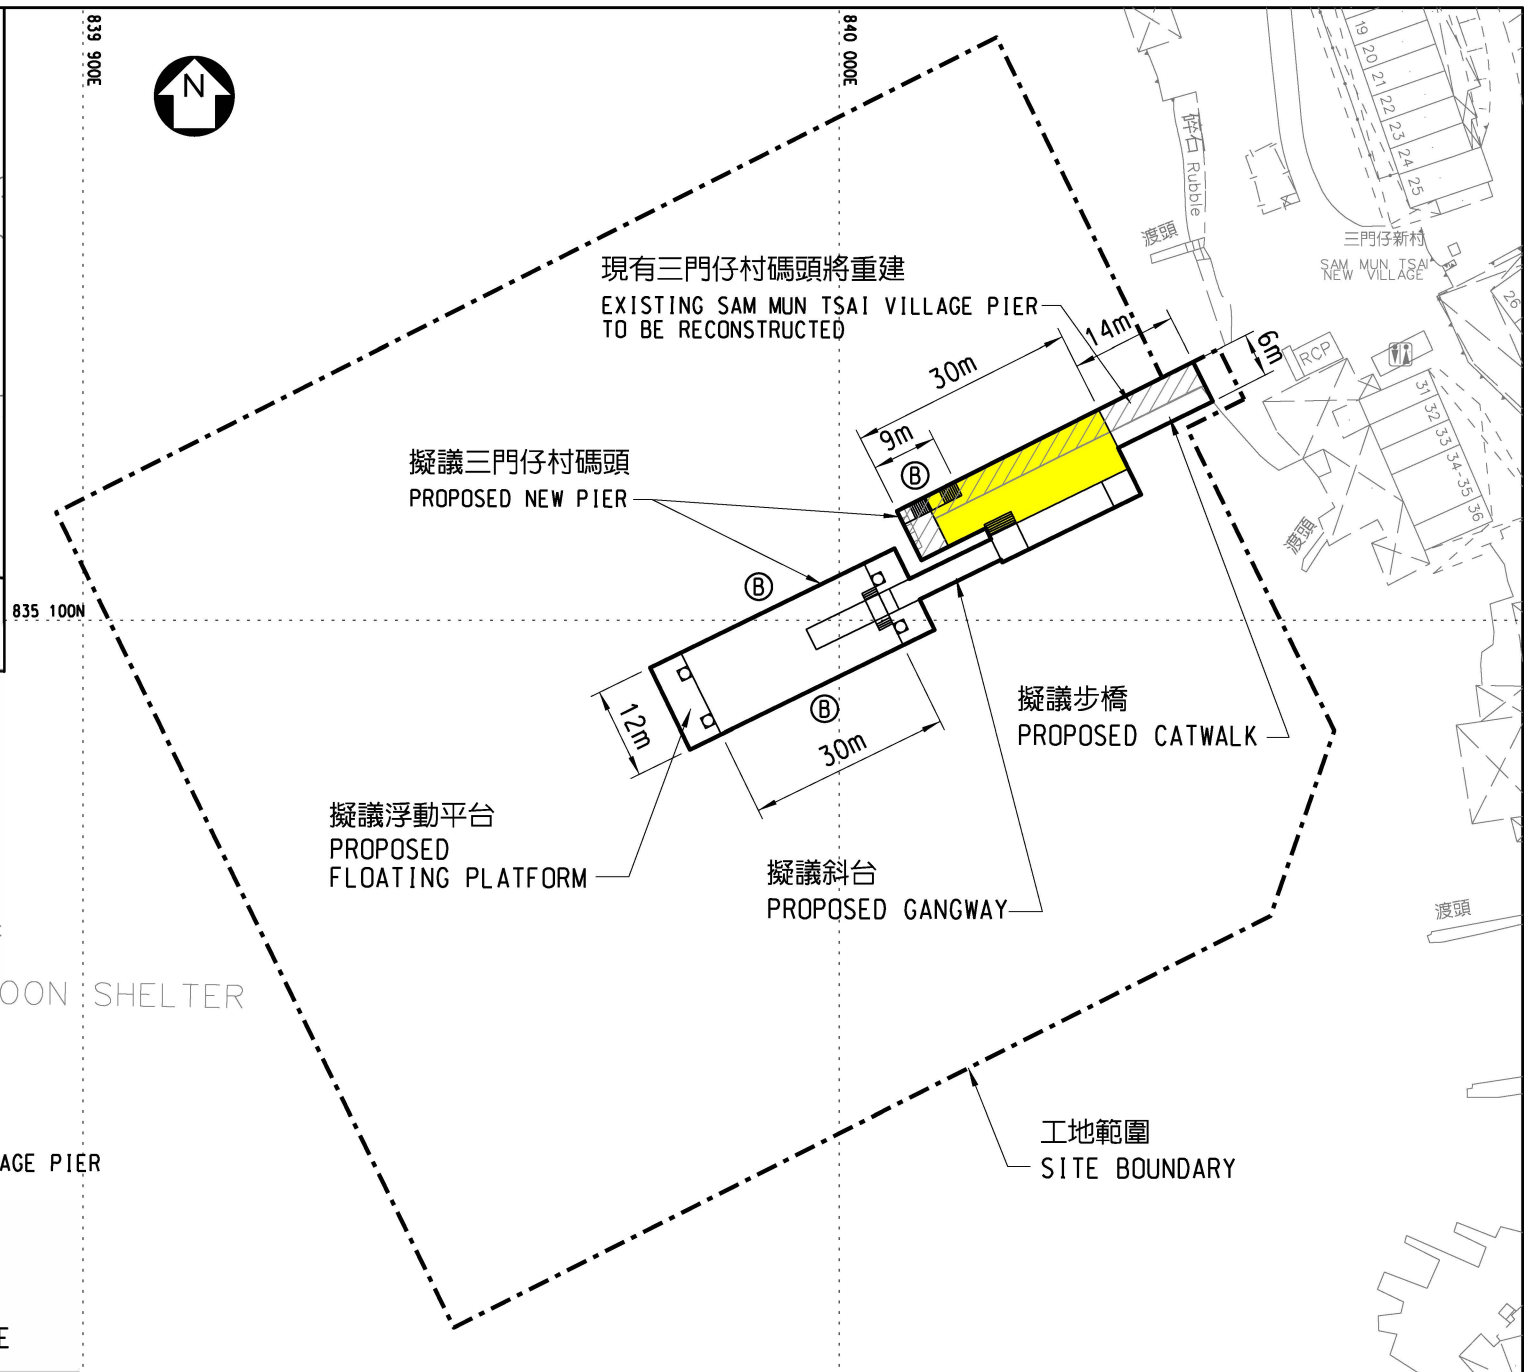 839 900E
840 000E
N
19
20
21
22
23
24
25
碎石 Rubble
渡頭
三門仔新村
SAM MUN TSAI
NEW VILLAGE
26
現有三門仔村碼頭將重建
EXISTING SAM MUN TSAI VILLAGE PIER
TO BE RECONSTRUCTED
14m
6m
30m
RCP
9m
B
31
32
33
34-35
36
擬議三門仔村碼頭
PROPOSED NEW PIER
渡頭
B
835 100N
12m
B
30m
擬議步橋
PROPOSED CATWALK
擬議浮動平台
PROPOSED
FLOATING PLATFORM
擬議斜台
PROPOSED GANGWAY
渡頭
OON SHELTER
工地範圍
SITE BOUNDARY
AGE PIER
E